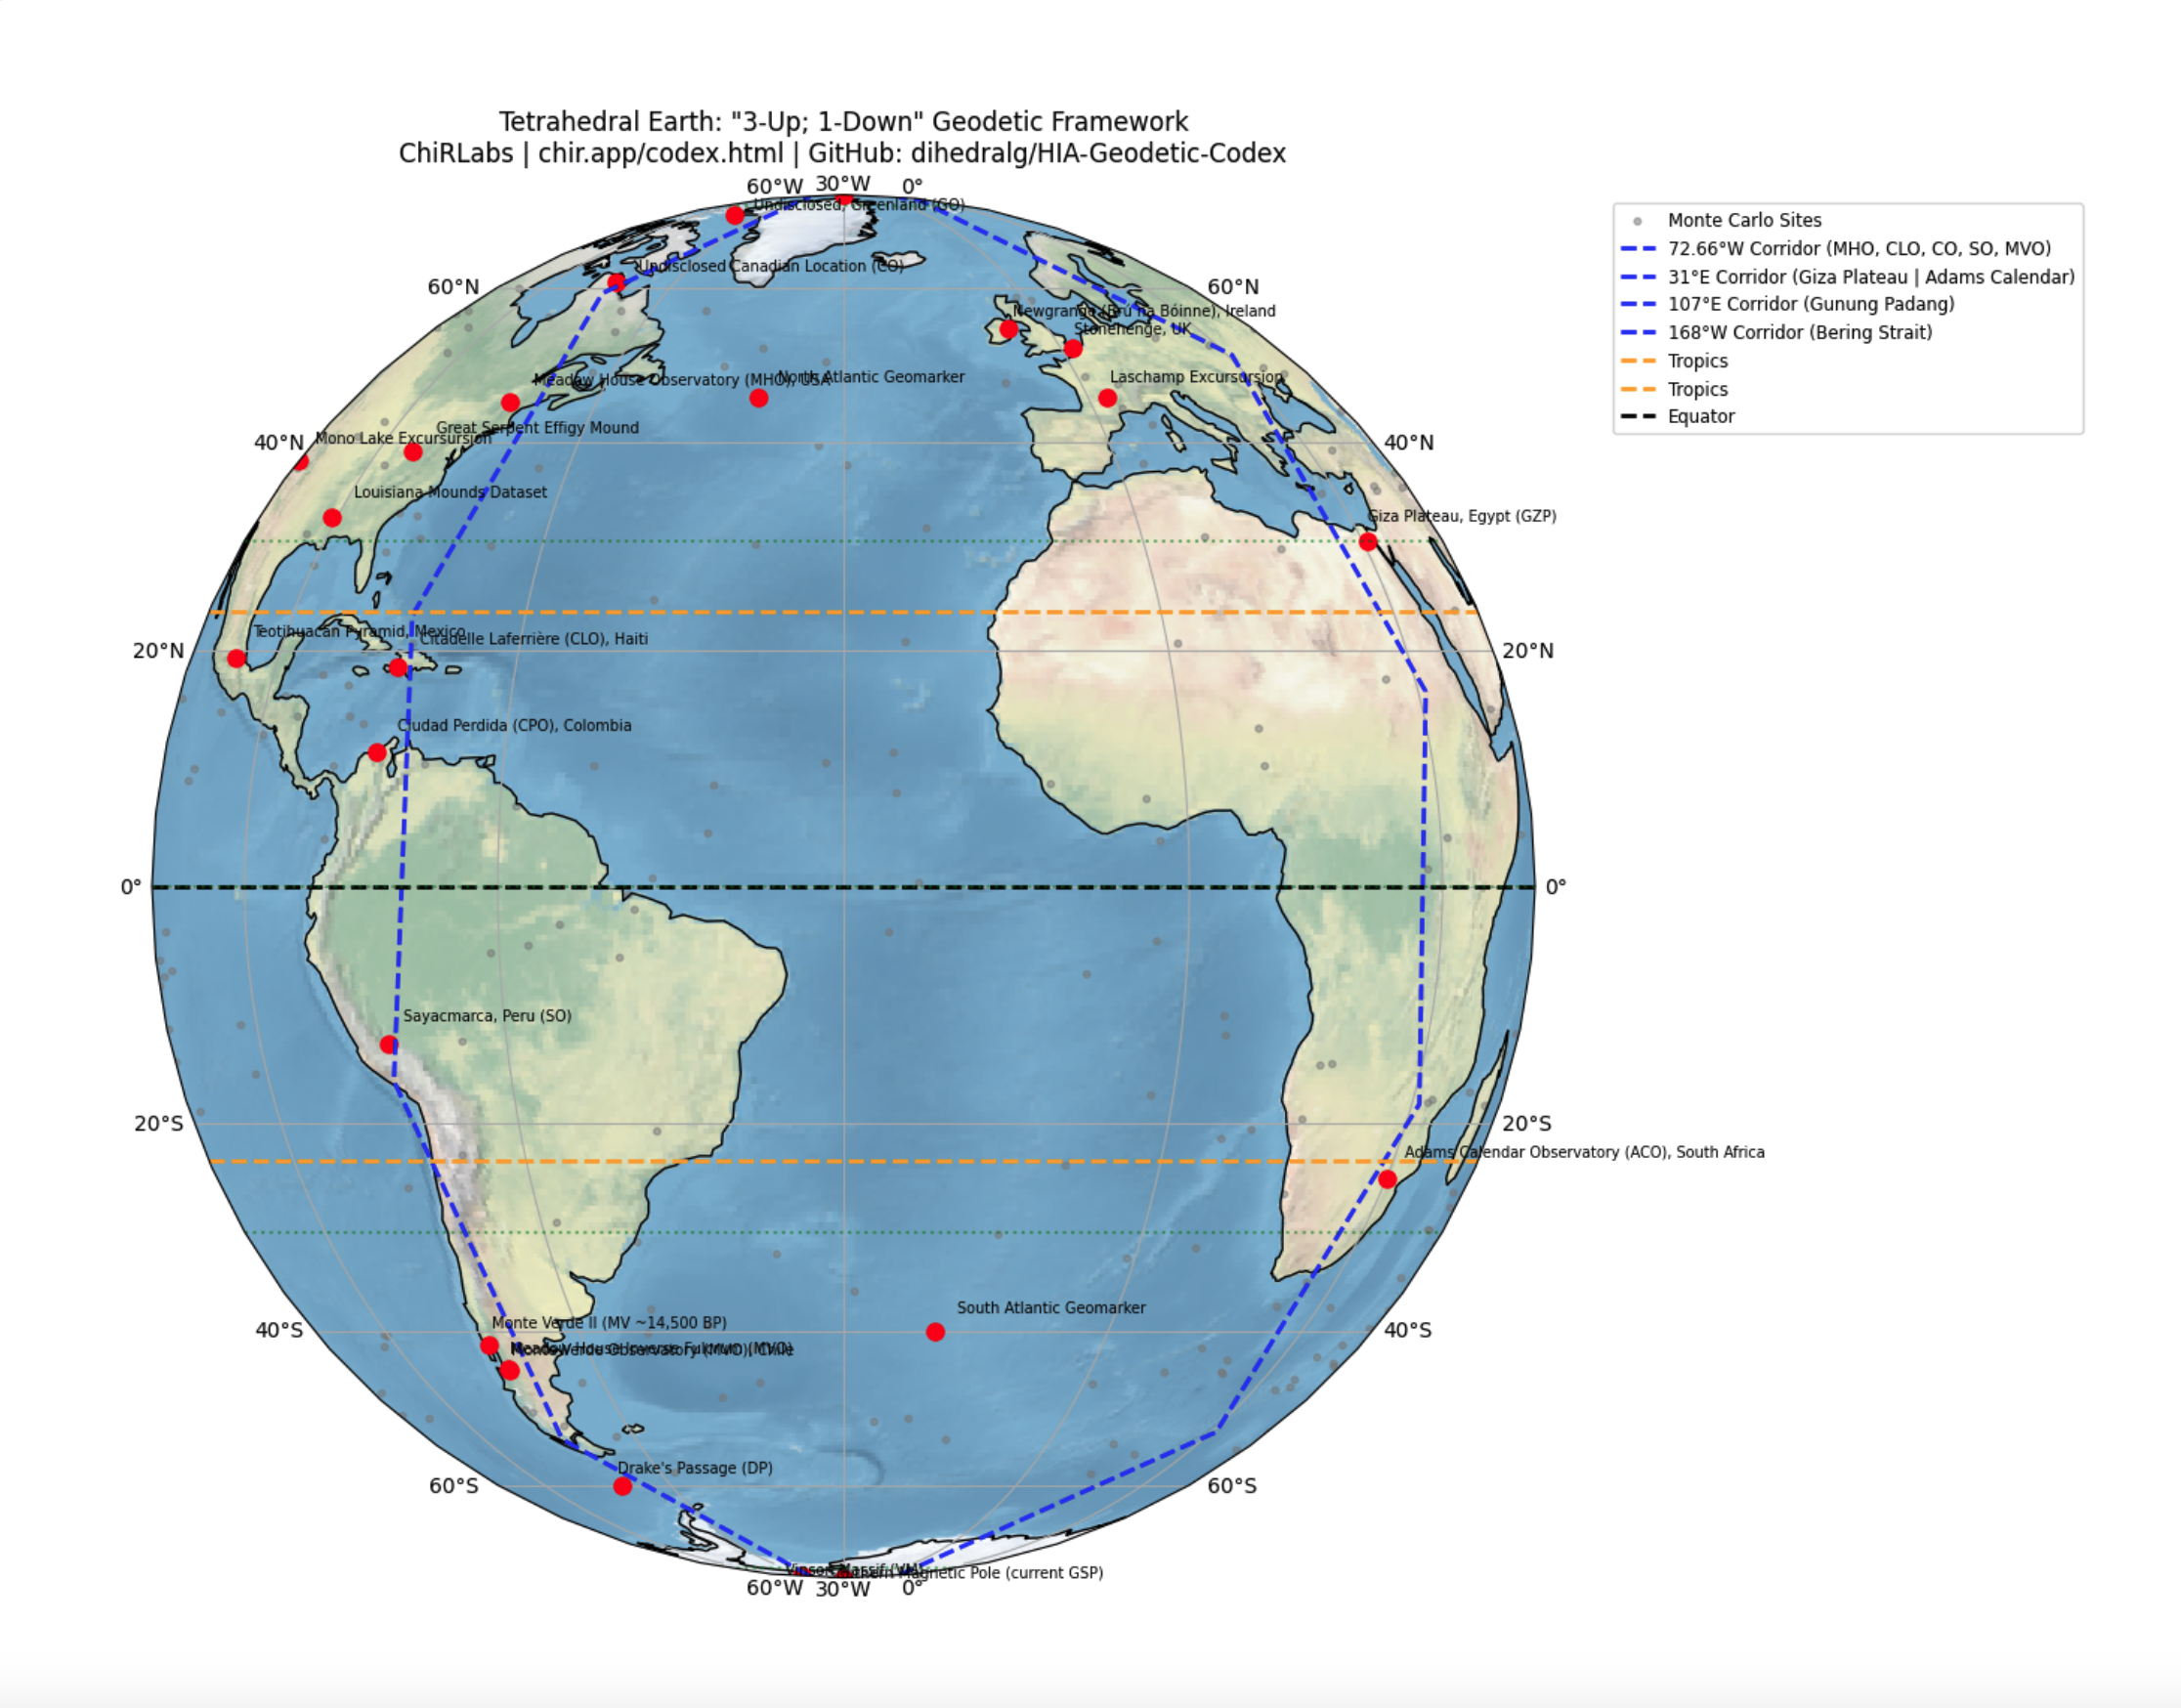 Tetrahedral Earth: "3-Up; 1-Down" Geodetic Framework
ChiRLabs | chir.app/codex.html | GitHub: dihedralg/HIA-Geodetic-Codex
60°W 30°W 0°
Undisclosed, Greenland (GO)
Monte Carlo Sites
72.66°W Corridor (MHO, CLO, CO, SO, MVO)
31°E Corridor (Giza Plateau | Adams Calendar)
107°E Corridor (Gunung Padang)
168°W Corridor (Bering Strait)
Tropics
Tropics
Equator
Undisclosed Canadian Location (CO)
60°N 60°N
Newgrange (Brú na Bóinne), Ireland
Stonehenge, UK
Meadow House Observatory (MHO), USA
North Atlantic Geomarker
Laschamp Excursursion
Great Serpent Effigy Mound
Mono Lake Excursursion
40°N 40°N
Louisiana Mounds Dataset
Giza Plateau, Egypt (GZP)
Teotihuacán Pyramid, Mexico
Citadelle Laferrière (CLO), Haiti
20°N 20°N
Ciudad Perdida (CPO), Colombia
0° 0°
Sayacmarca, Peru (SO)
20°S 20°S
Adams Calendar Observatory (ACO), South Africa
South Atlantic Geomarker
Monte Verde II (MV ~14,500 BP)
40°S 40°S
Drake's Passage (DP)
60°S 60°S
Vinson Massif (VM)
Magnetic Pole (current GSP)
60°W 30°W 0°